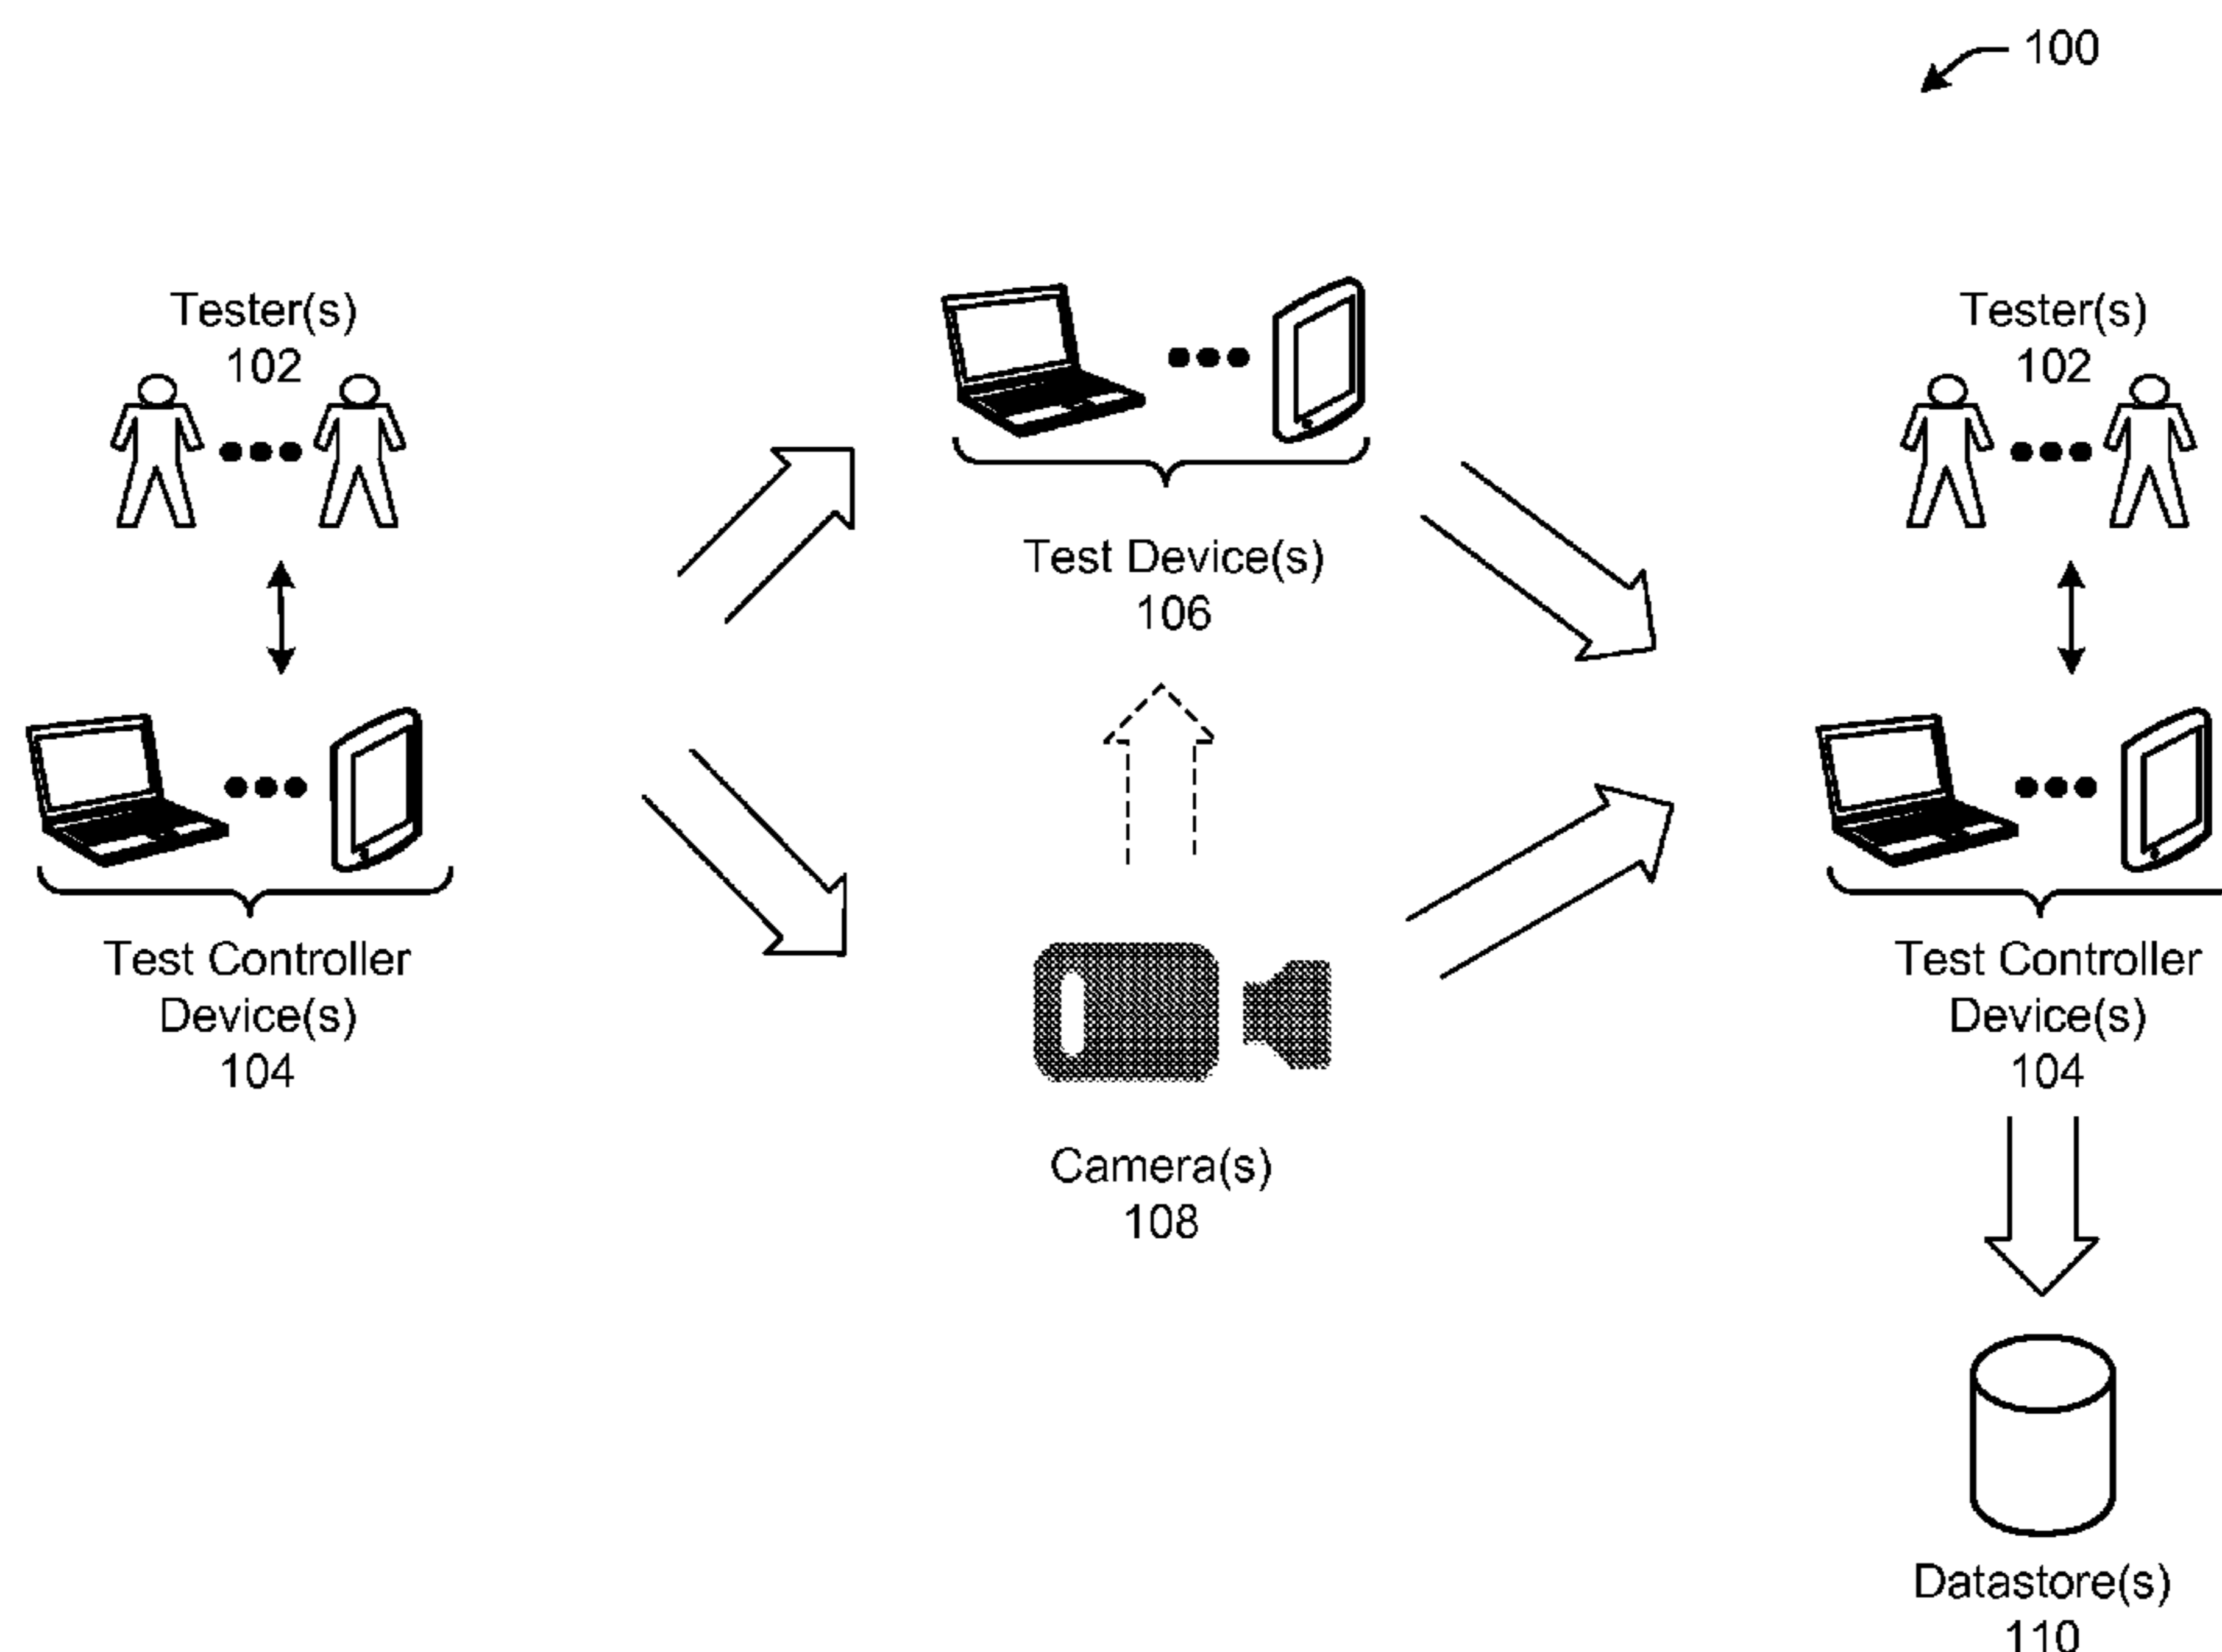 100
Tester(s)
102
Test Controller
Device(s)
104
Test Device(s)
106
Camera(s)
108
Tester(s)
102
Test Controller
Device(s)
104
Datastore(s)
110